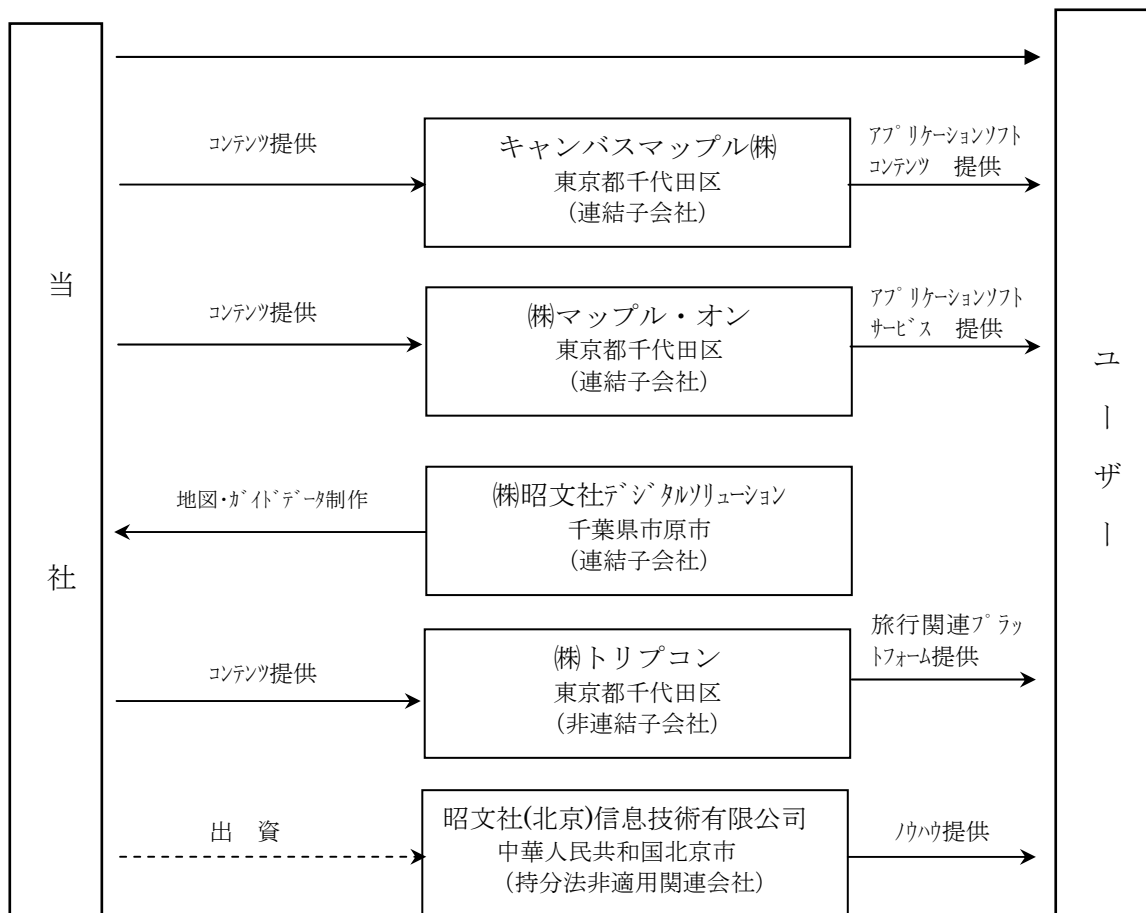 当社
コンテンツ提供
キャンバスマップル㈱
東京都千代田区
(連結子会社)
アプリケーションソフト
コンテンツ 提供
コンテンツ提供
㈱マップル・オン
東京都千代田区
(連結子会社)
アプリケーションソフト
サービス 提供
地図・ガイドデータ制作
㈱昭文社デジタルソリューション
千葉県市原市
(連結子会社)
コンテンツ提供
㈱トリプコン
東京都千代田区
(非連結子会社)
旅行関連プラッ
トフォーム提供
出 資
昭文社(北京)信息技術有限公司
中華人民共和国北京市
(持分法非適用関連会社)
ノウハウ提供
ユーザー